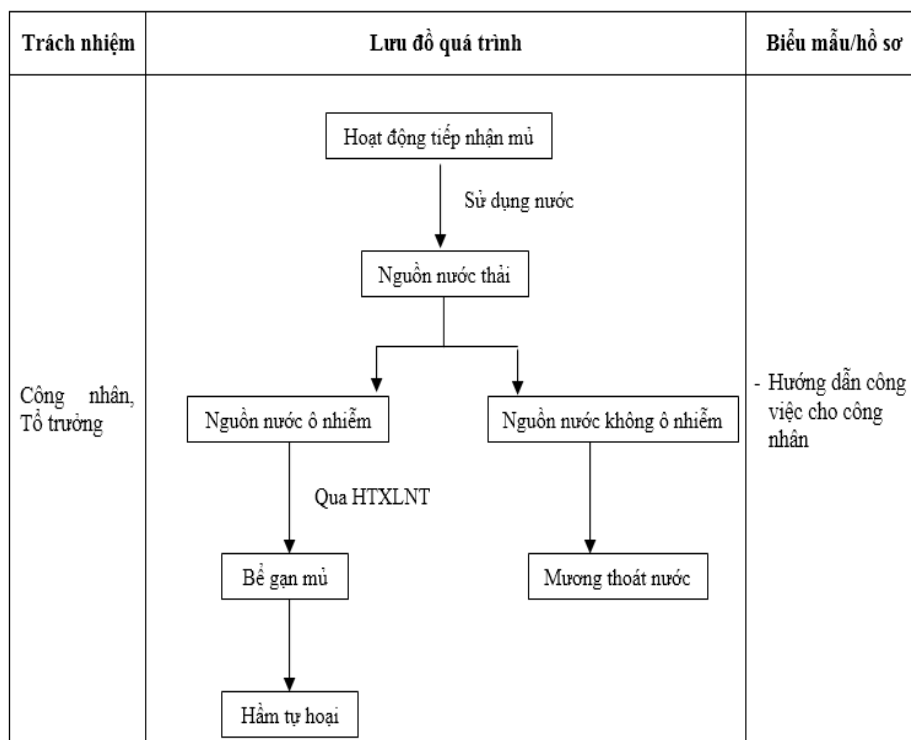 Trách nhiệm
Lưu đồ quá trình
Biểu mẫu/hồ sơ
Hoạt động tiếp nhận mủ
Sử dụng nước
Nguồn nước thải
Công nhân,
Tổ trưởng
Nguồn nước ô nhiễm
Nguồn nước không ô nhiễm
- Hướng dẫn công
việc cho công
nhân
Qua HTXLNT
Bể gạn mủ
Mương thoát nước
Hầm tự hoại